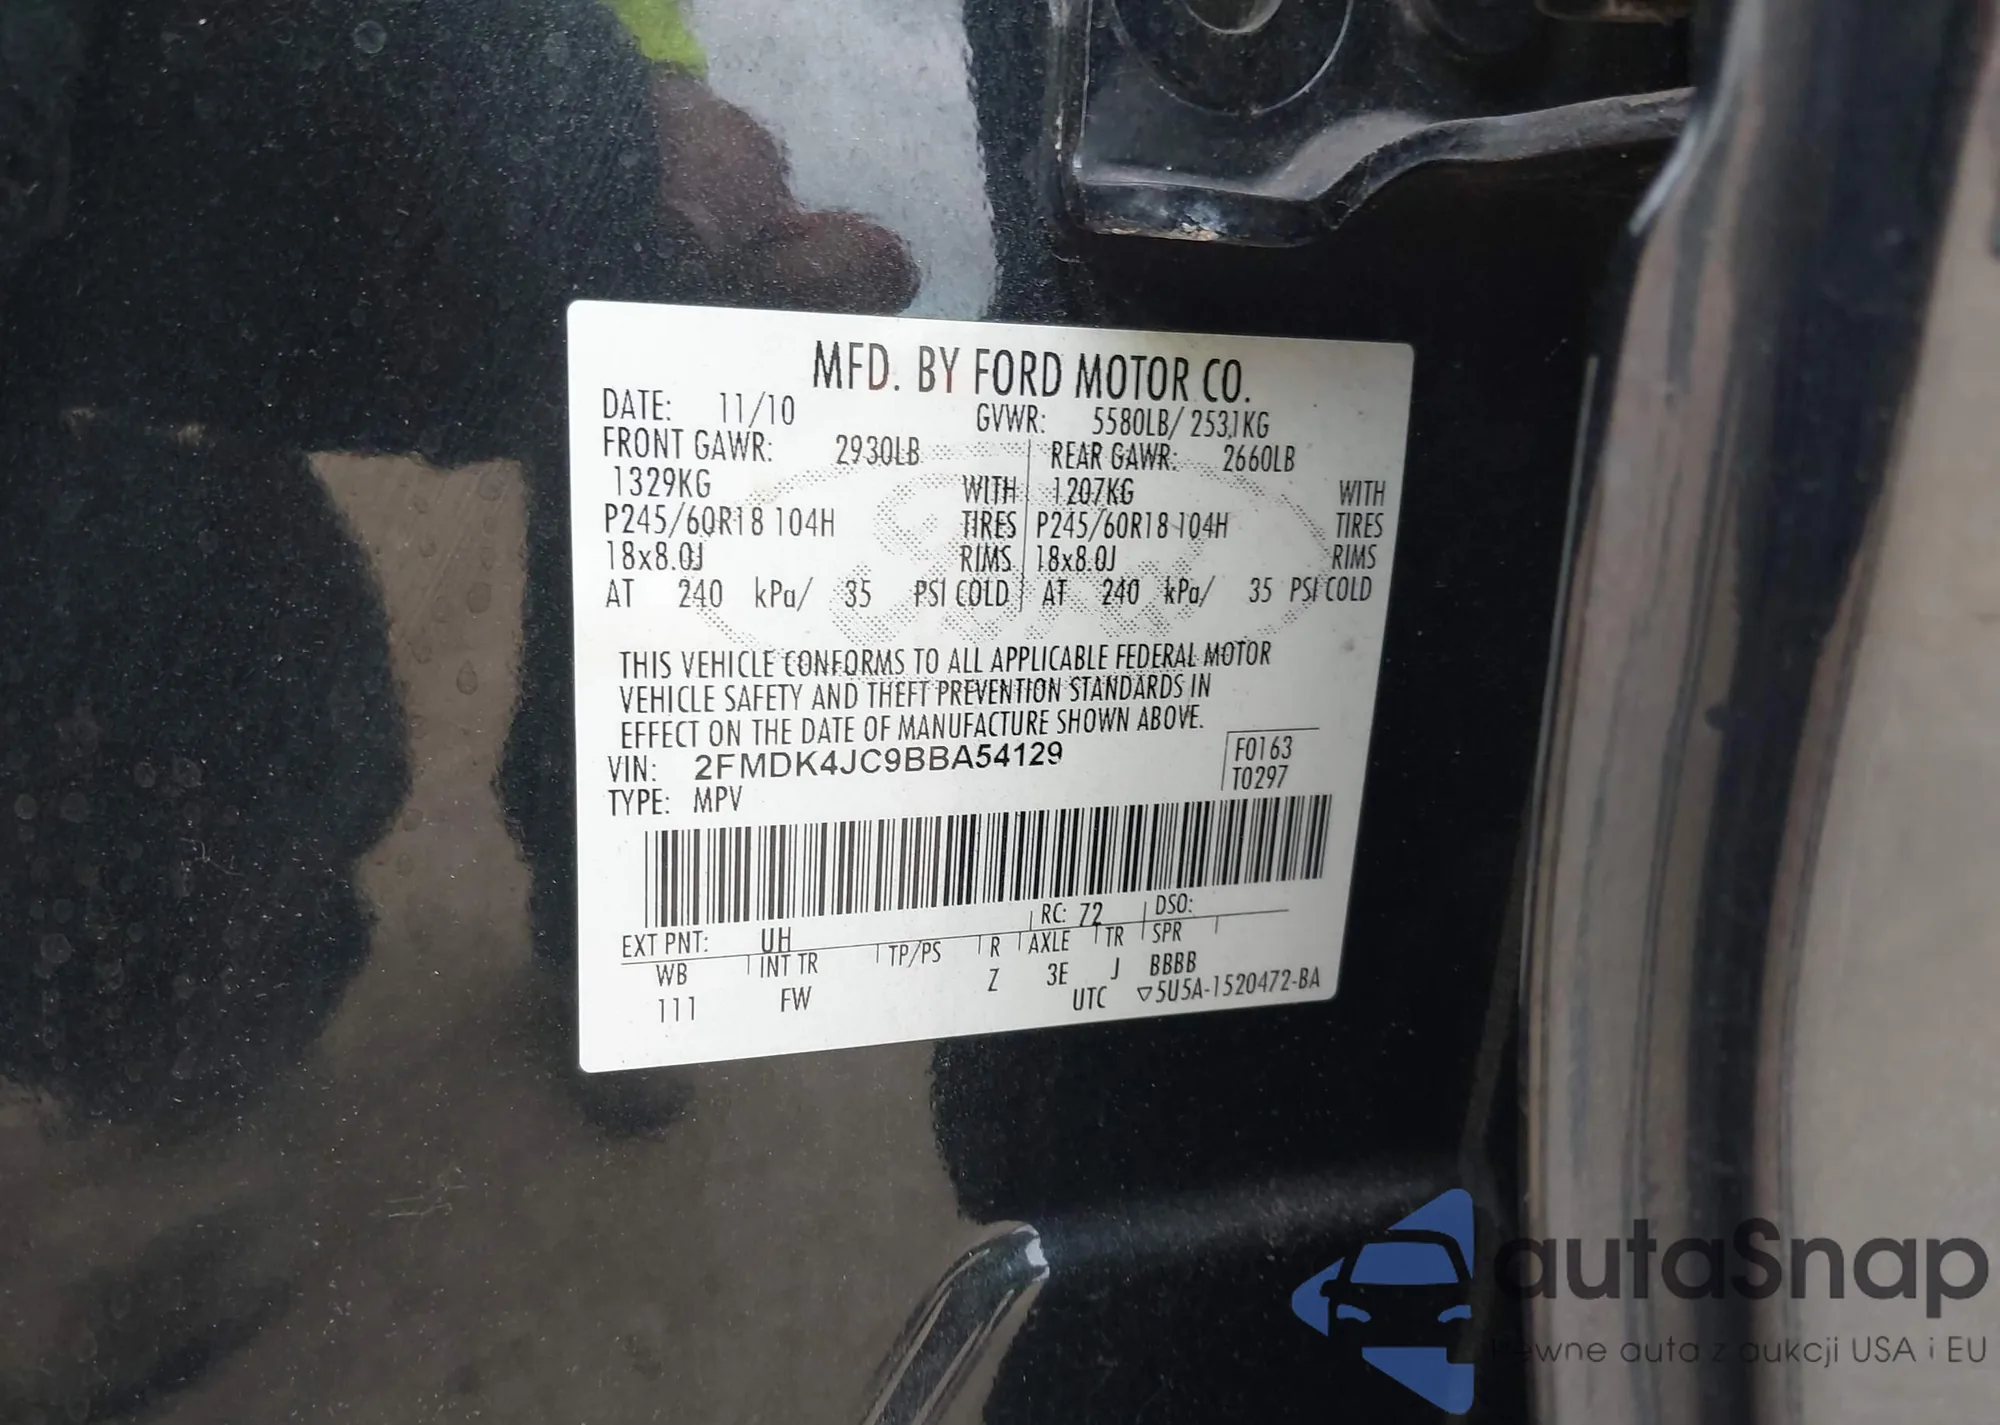 MFD. BY FORD MOTOR CO.
DATE: 11/10 GVWR: 5580LB/ 2531KG
FRONT GAWR: 2930LB REAR GAWR: 2660LB
1329KG WITH 1207KG WITH
P245/60R18 104H TIRES P245/60R18 104H TIRES
18x8.0J RIMS 18x8.0J RIMS
AT 240 kPa/ 35 PSI COLD AT 240 kPa/ 35 PSI COLD
THIS VEHICLE CONFORMS TO ALL APPLICABLE FEDERAL MOTOR
VEHICLE SAFETY AND THEFT PREVENTION STANDARDS IN
EFFECT ON THE DATE OF MANUFACTURE SHOWN ABOVE.
VIN: 2FMDK4JC9BBA54129 F0163
TYPE: MPV T0297
EXT PNT: UH RC: 72 DSO:
WB INT TR TP/PS R AXLE TR SPR
111 FW Z 3E J BBBB
UTC ▽5U5A-1520472-BA
autaSnap
Pewne auta z aukcji USA i EU